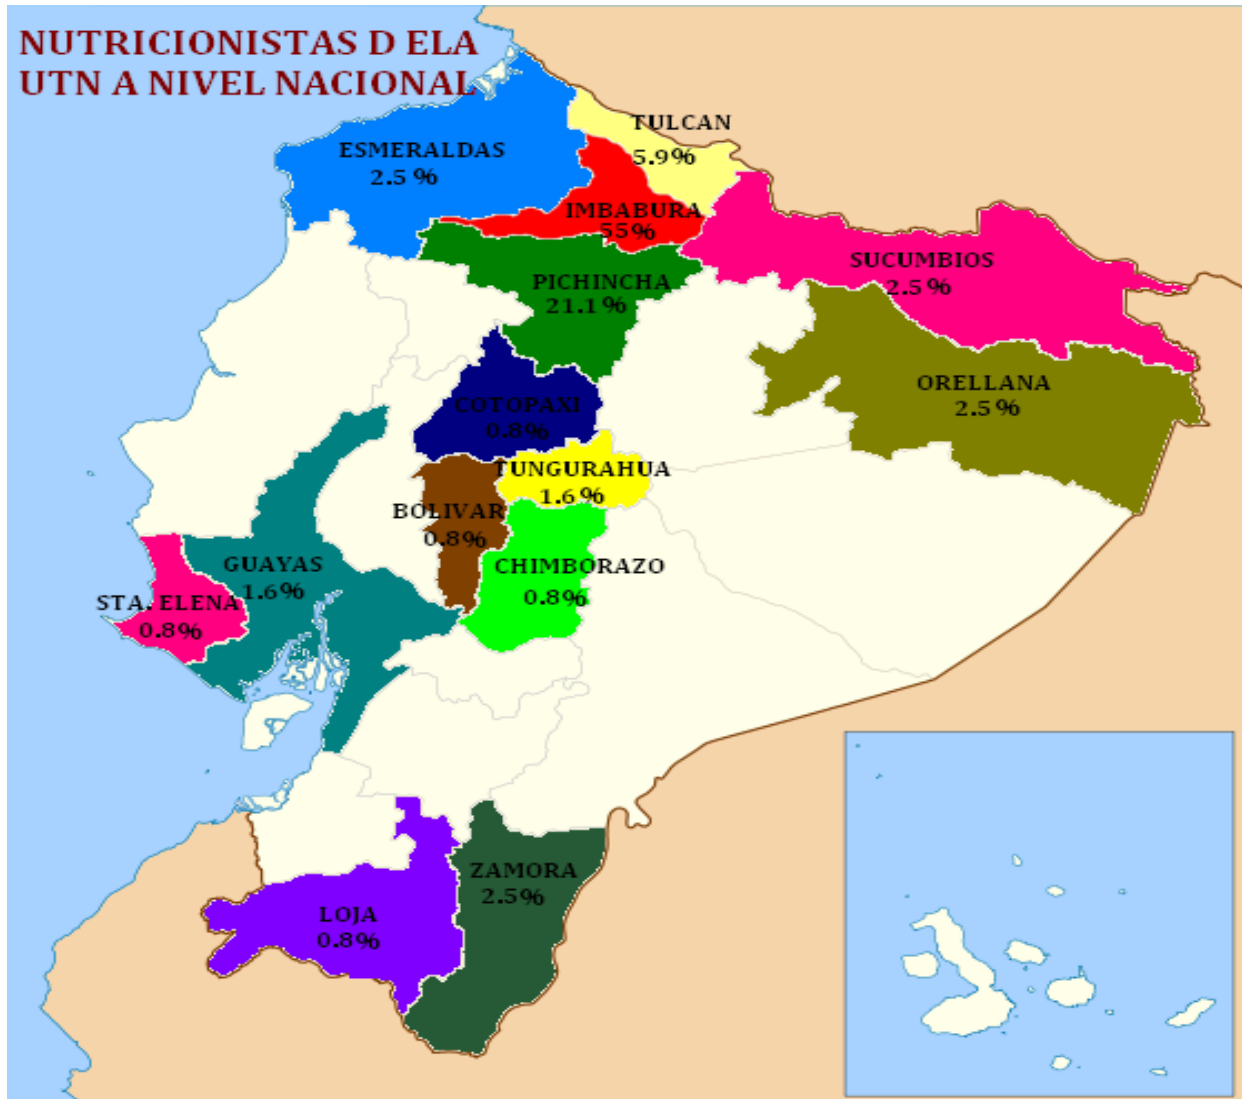 NUTRICIONISTAS D ELA
UTN A NIVEL NACIONAL
TULCAN
5.9%
ESMERALDAS
2.5%
IMBABURA
55%
SUCUMBIOS
2.5%
PICHINCHA
21.1%
ORELLANA
2.5%
COTOPAXI
0.8%
TUNGURAHUA
1.6%
BOLIVAR
0.8%
GUAYAS
1.6%
CHIMBORAZO
0.8%
STA. ELENA
0.8%
ZAMORA
2.5%
LOJA
0.8%